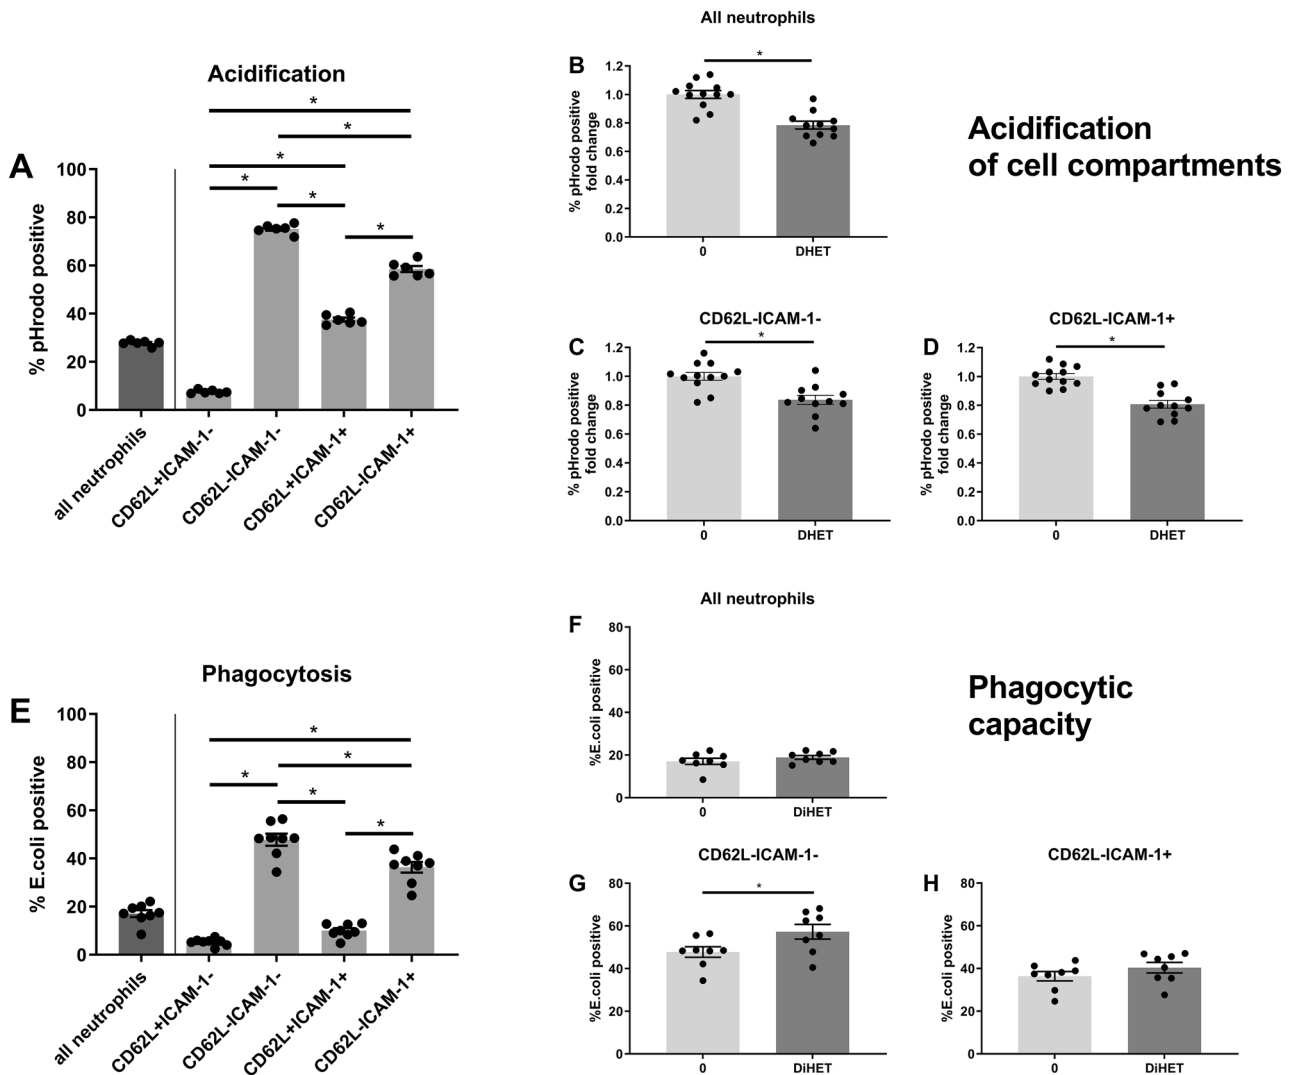 A
Acidification
*
*
*
*
*
*
% pHrodo positive
100
80
60
40
20
0
all neutrophils
CD62L+ICAM-1-
CD62L-ICAM-1-
CD62L+ICAM-1+
CD62L-ICAM-1+
All neutrophils
B
*
% pHrodo positive
fold change
1.2
1.0
0.8
0.6
0.4
0.2
0.0
0
DHET
Acidification
of cell compartments
CD62L-ICAM-1-
C
*
% pHrodo positive
fold change
1.2
1.0
0.8
0.6
0.4
0.2
0.0
0
DHET
CD62L-ICAM-1+
D
*
% pHrodo positive
fold change
1.2
1.0
0.8
0.6
0.4
0.2
0.0
0
DHET
E
Phagocytosis
*
*
*
*
*
% E.coli positive
100
80
60
40
20
0
all neutrophils
CD62L+ICAM-1-
CD62L-ICAM-1-
CD62L+ICAM-1+
CD62L-ICAM-1+
All neutrophils
F
%E.coli positive
80
60
40
20
0
0
DiHET
Phagocytic
capacity
CD62L-ICAM-1-
G
*
%E.coli positive
80
60
40
20
0
0
DiHET
CD62L-ICAM-1+
H
%E.coli positive
80
60
40
20
0
0
DiHET